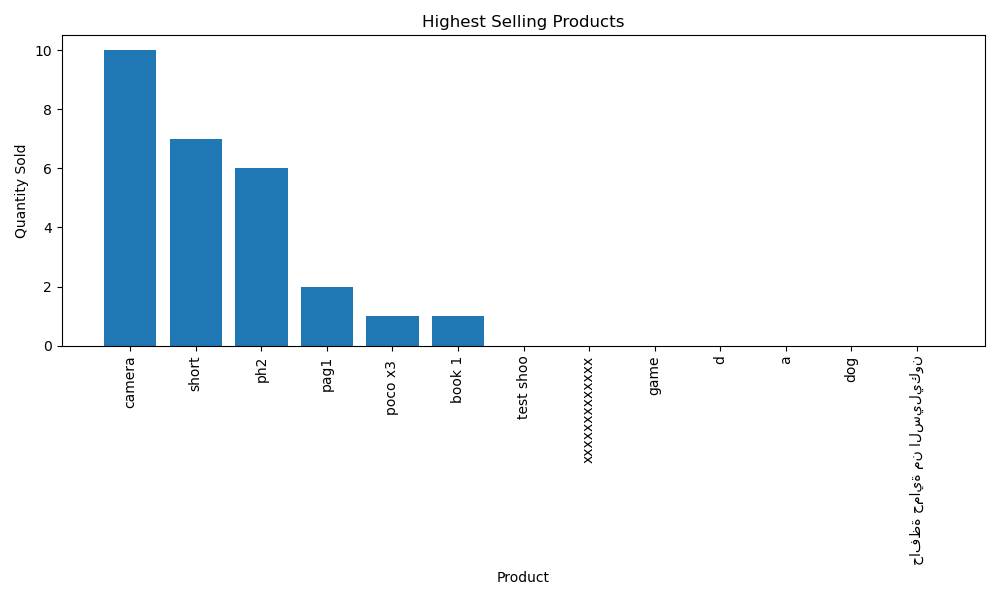 Highest Selling Products
Quantity Sold
10
8
6
4
2
0
camera
short
ph2
pag1
poco x3
book 1
test shoo
xxxxxxxxxxxxx
game
d
a
dog
حافظة حماية من السيليكون
Product